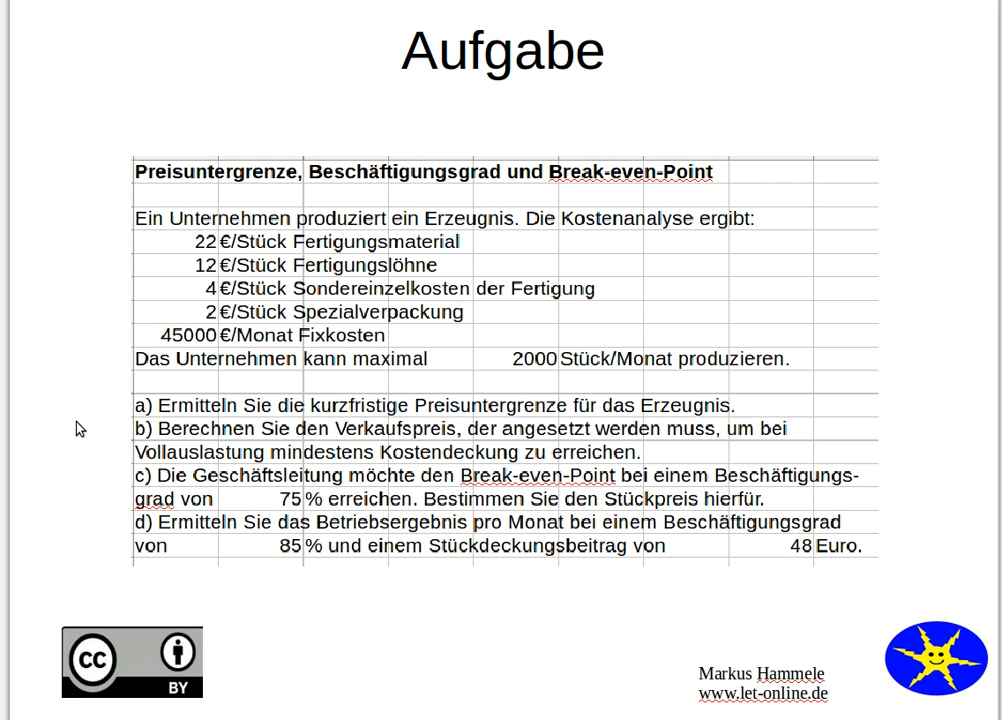 Aufgabe
Preisuntergrenze, Beschäftigungsgrad und Break-even-Point
Ein Unternehmen produziert ein Erzeugnis. Die Kostenanalyse ergibt:
22 €/Stück Fertigungsmaterial
12 €/Stück Fertigungslöhne
4 €/Stück Sondereinzelkosten der Fertigung
2 €/Stück Spezialverpackung
45000 €/Monat Fixkosten
Das Unternehmen kann maximal 2000 Stück/Monat produzieren.
a) Ermitteln Sie die kurzfristige Preisuntergrenze für das Erzeugnis.
b) Berechnen Sie den Verkaufspreis, der angesetzt werden muss, um bei
Vollauslastung mindestens Kostendeckung zu erreichen.
c) Die Geschäftsleitung möchte den Break-even-Point bei einem Beschäftigungs-
grad von 75 % erreichen. Bestimmen Sie den Stückpreis hierfür.
d) Ermitteln Sie das Betriebsergebnis pro Monat bei einem Beschäftigungsgrad
von 85 % und einem Stückdeckungsbeitrag von 48 Euro.
cc
BY
Markus Hammele
www.let-online.de